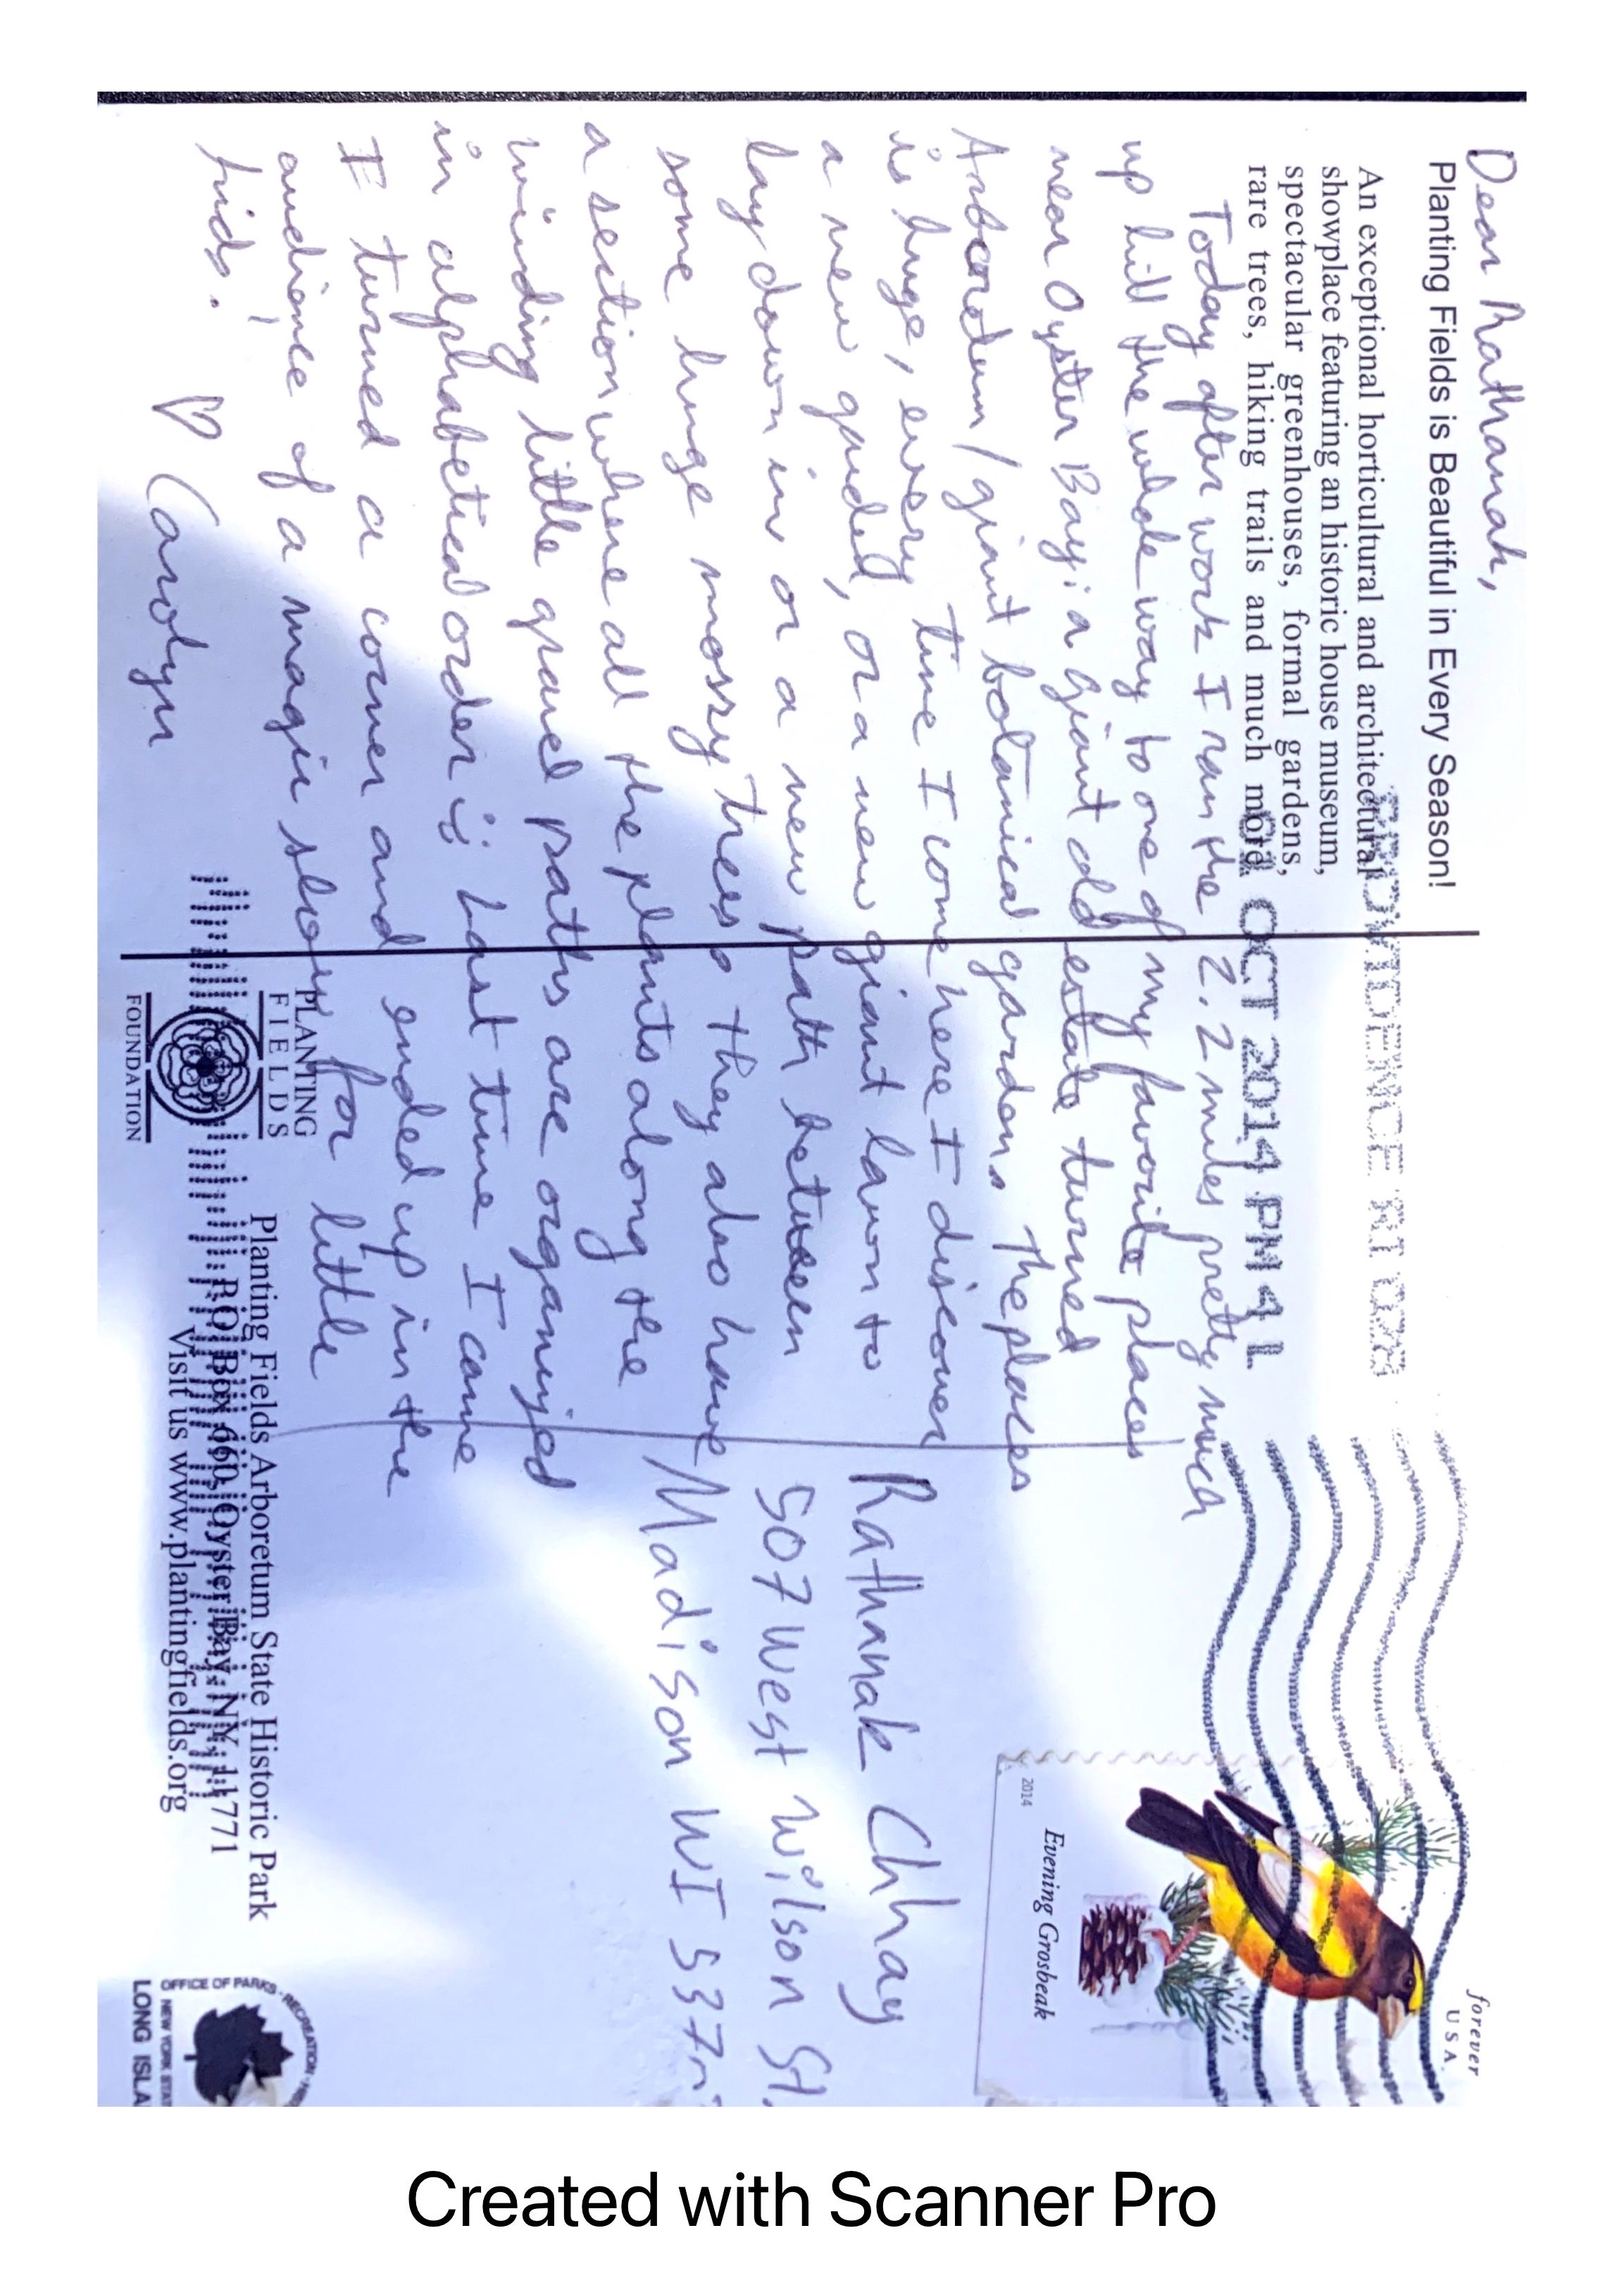 Dear Rathanak,
Planting Fields is Beautiful in Every Season!
An exceptional horticultural and architectural
showplace featuring an historic house museum,
spectacular greenhouses, formal gardens,
rare trees, hiking trails and much more
PROVIDENCE RI 028
01 OCT 2014 PM 4 L
Today after work I ran the 2.2 miles pretty much
up hill the whole way to one of my favorite places
near Oyster Bay: a giant old estate turned
Arboretum/giant botanical gardens. The places
is huge, every time I come here I discover
a new garded, or a new giant lawn to
lay down in or a new path between
some huge mossy trees. They also have
a section where all the plants along the
winding little gravel paths are organized
in alphabetical order. Last time I came
I turned a corner and ended up in the
audience of a magic show for little
kids!
♡ Carolyn
forever
USA
Evening Grosbeak
2014
Rathanak Chhay
507 West Wilson St.
Madison WI 537
PLANTING
FIELDS
FOUNDATION
Planting Fields Arboretum State Historic Park
P.O. Box 660, Oyster Bay, NY, 11771
Visit us www.plantingfields.org
OFFICE OF PARKS, RECREATION
NEW YORK STAT
LONG ISLA
Created with Scanner Pro